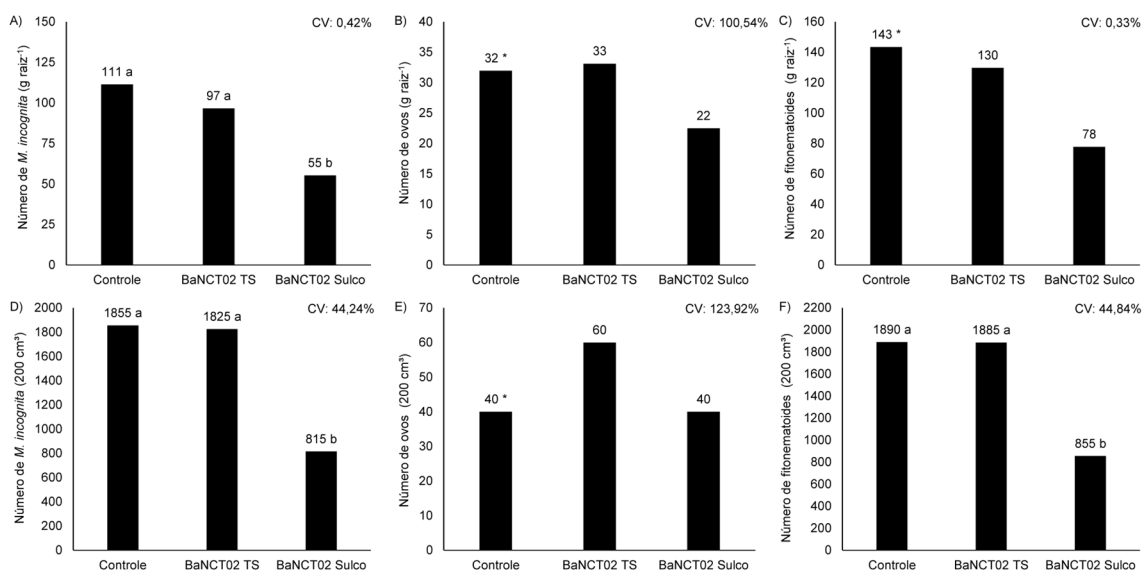 A)
CV: 0,42%
Número de M. incognita (g raiz⁻¹)
150
125
100
75
50
25
0
111 a
97 a
55 b
Controle
BaNCT02 TS
BaNCT02 Sulco
B)
CV: 100,54%
Número de ovos (g raiz⁻¹)
40
35
30
25
20
15
10
5
0
32 *
33
22
Controle
BaNCT02 TS
BaNCT02 Sulco
C)
CV: 0,33%
Número de fitonematoides (g raiz⁻¹)
160
140
120
100
80
60
40
20
0
143 *
130
78
Controle
BaNCT02 TS
BaNCT02 Sulco
D)
CV: 44,24%
Número de M. incognita (200 cm³)
2000
1800
1600
1400
1200
1000
800
600
400
200
0
1855 a
1825 a
815 b
Controle
BaNCT02 TS
BaNCT02 Sulco
E)
CV: 123,92%
Número de ovos (200 cm³)
70
60
50
40
30
20
10
0
40 *
60
40
Controle
BaNCT02 TS
BaNCT02 Sulco
F)
CV: 44,84%
Número de fitonematoides (200 cm³)
2200
2000
1800
1600
1400
1200
1000
800
600
400
200
0
1890 a
1885 a
855 b
Controle
BaNCT02 TS
BaNCT02 Sulco